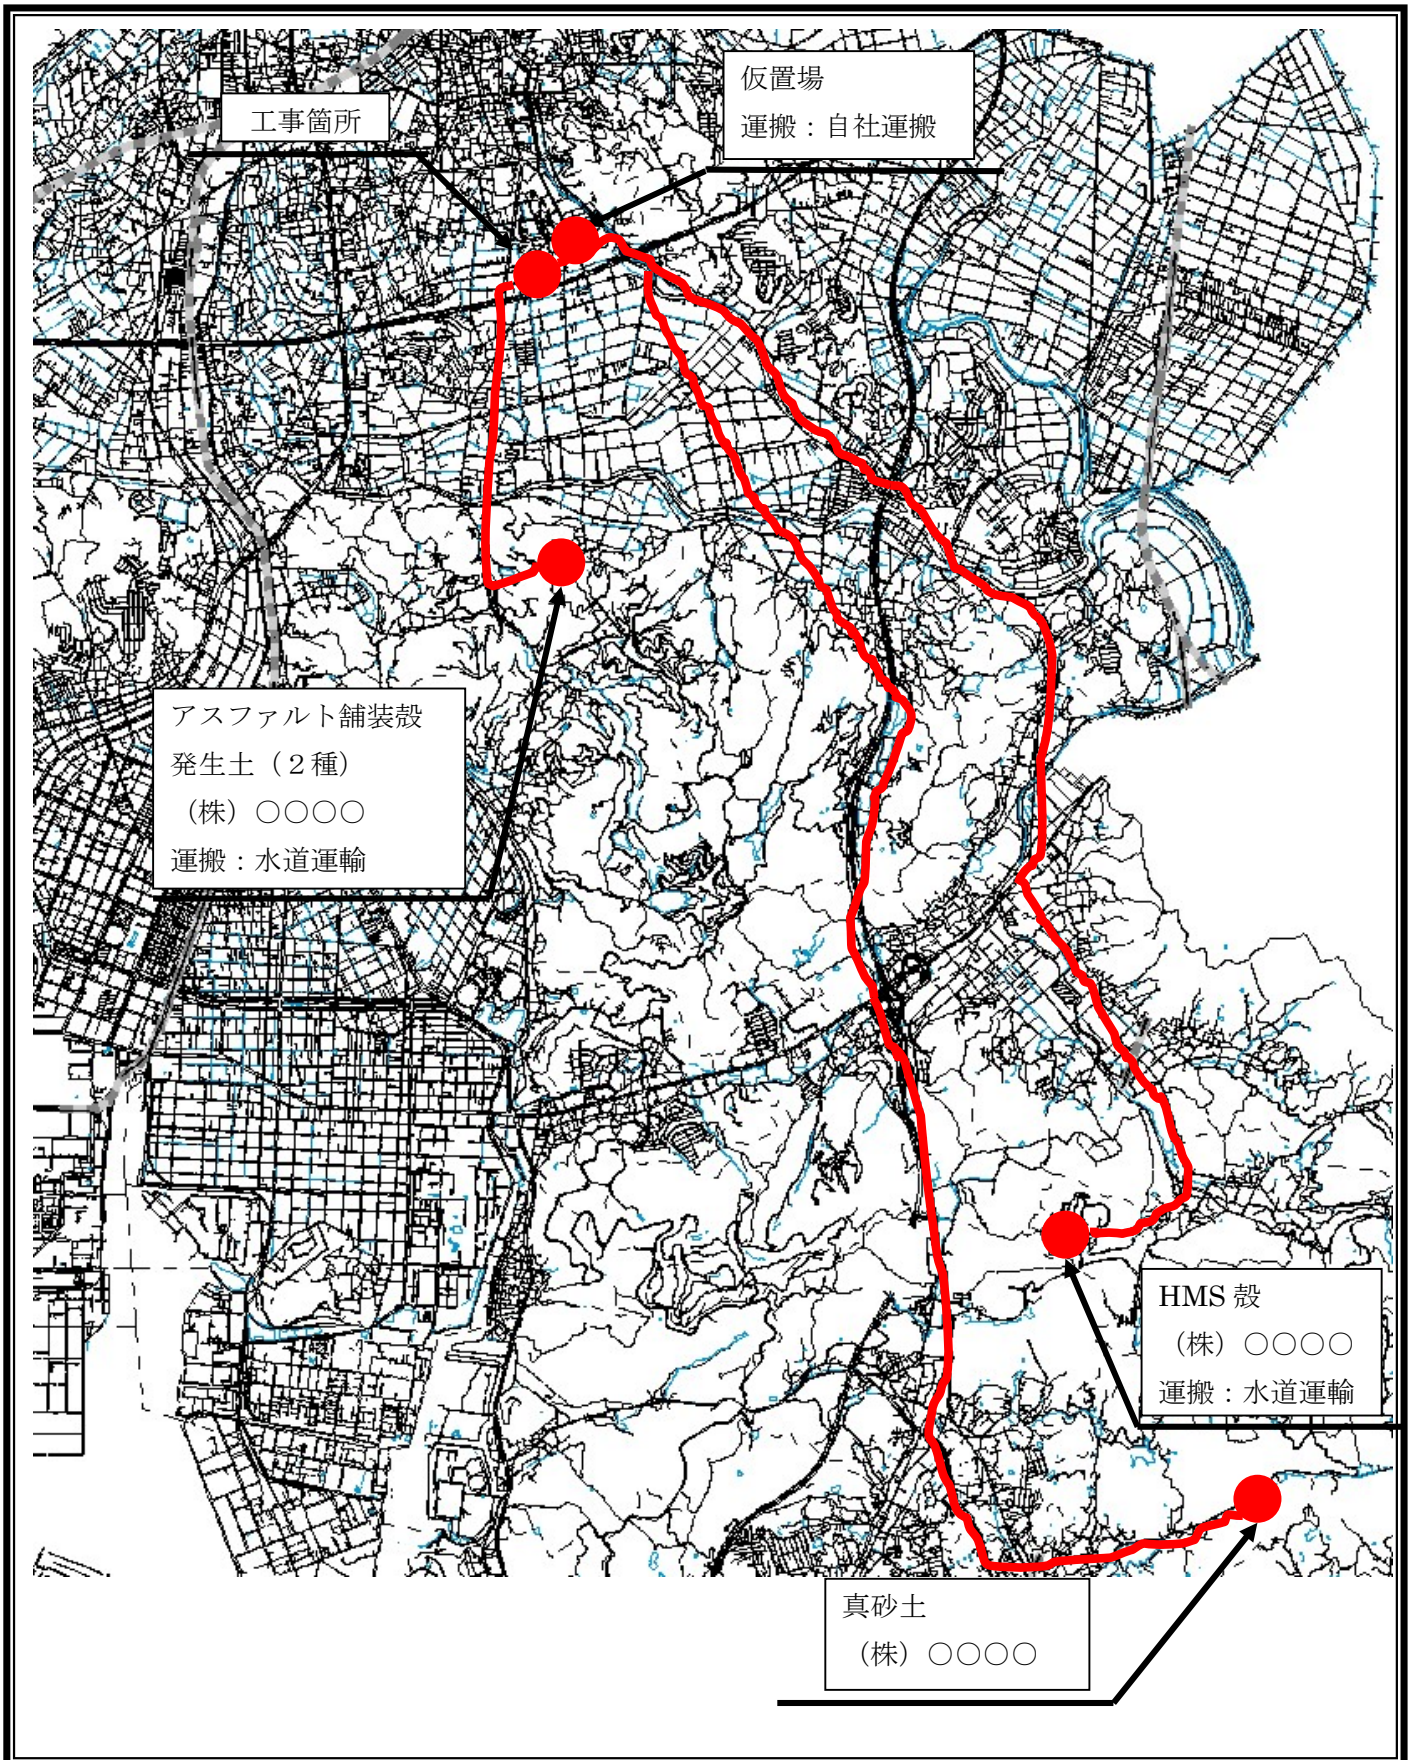 仮置場
運搬：自社運搬
工事箇所
アスファルト舗装殻
発生土（２種）
（株）○○○○
運搬：水道運輸
HMS 殻
（株）○○○○
運搬：水道運輸
真砂土
（株）○○○○